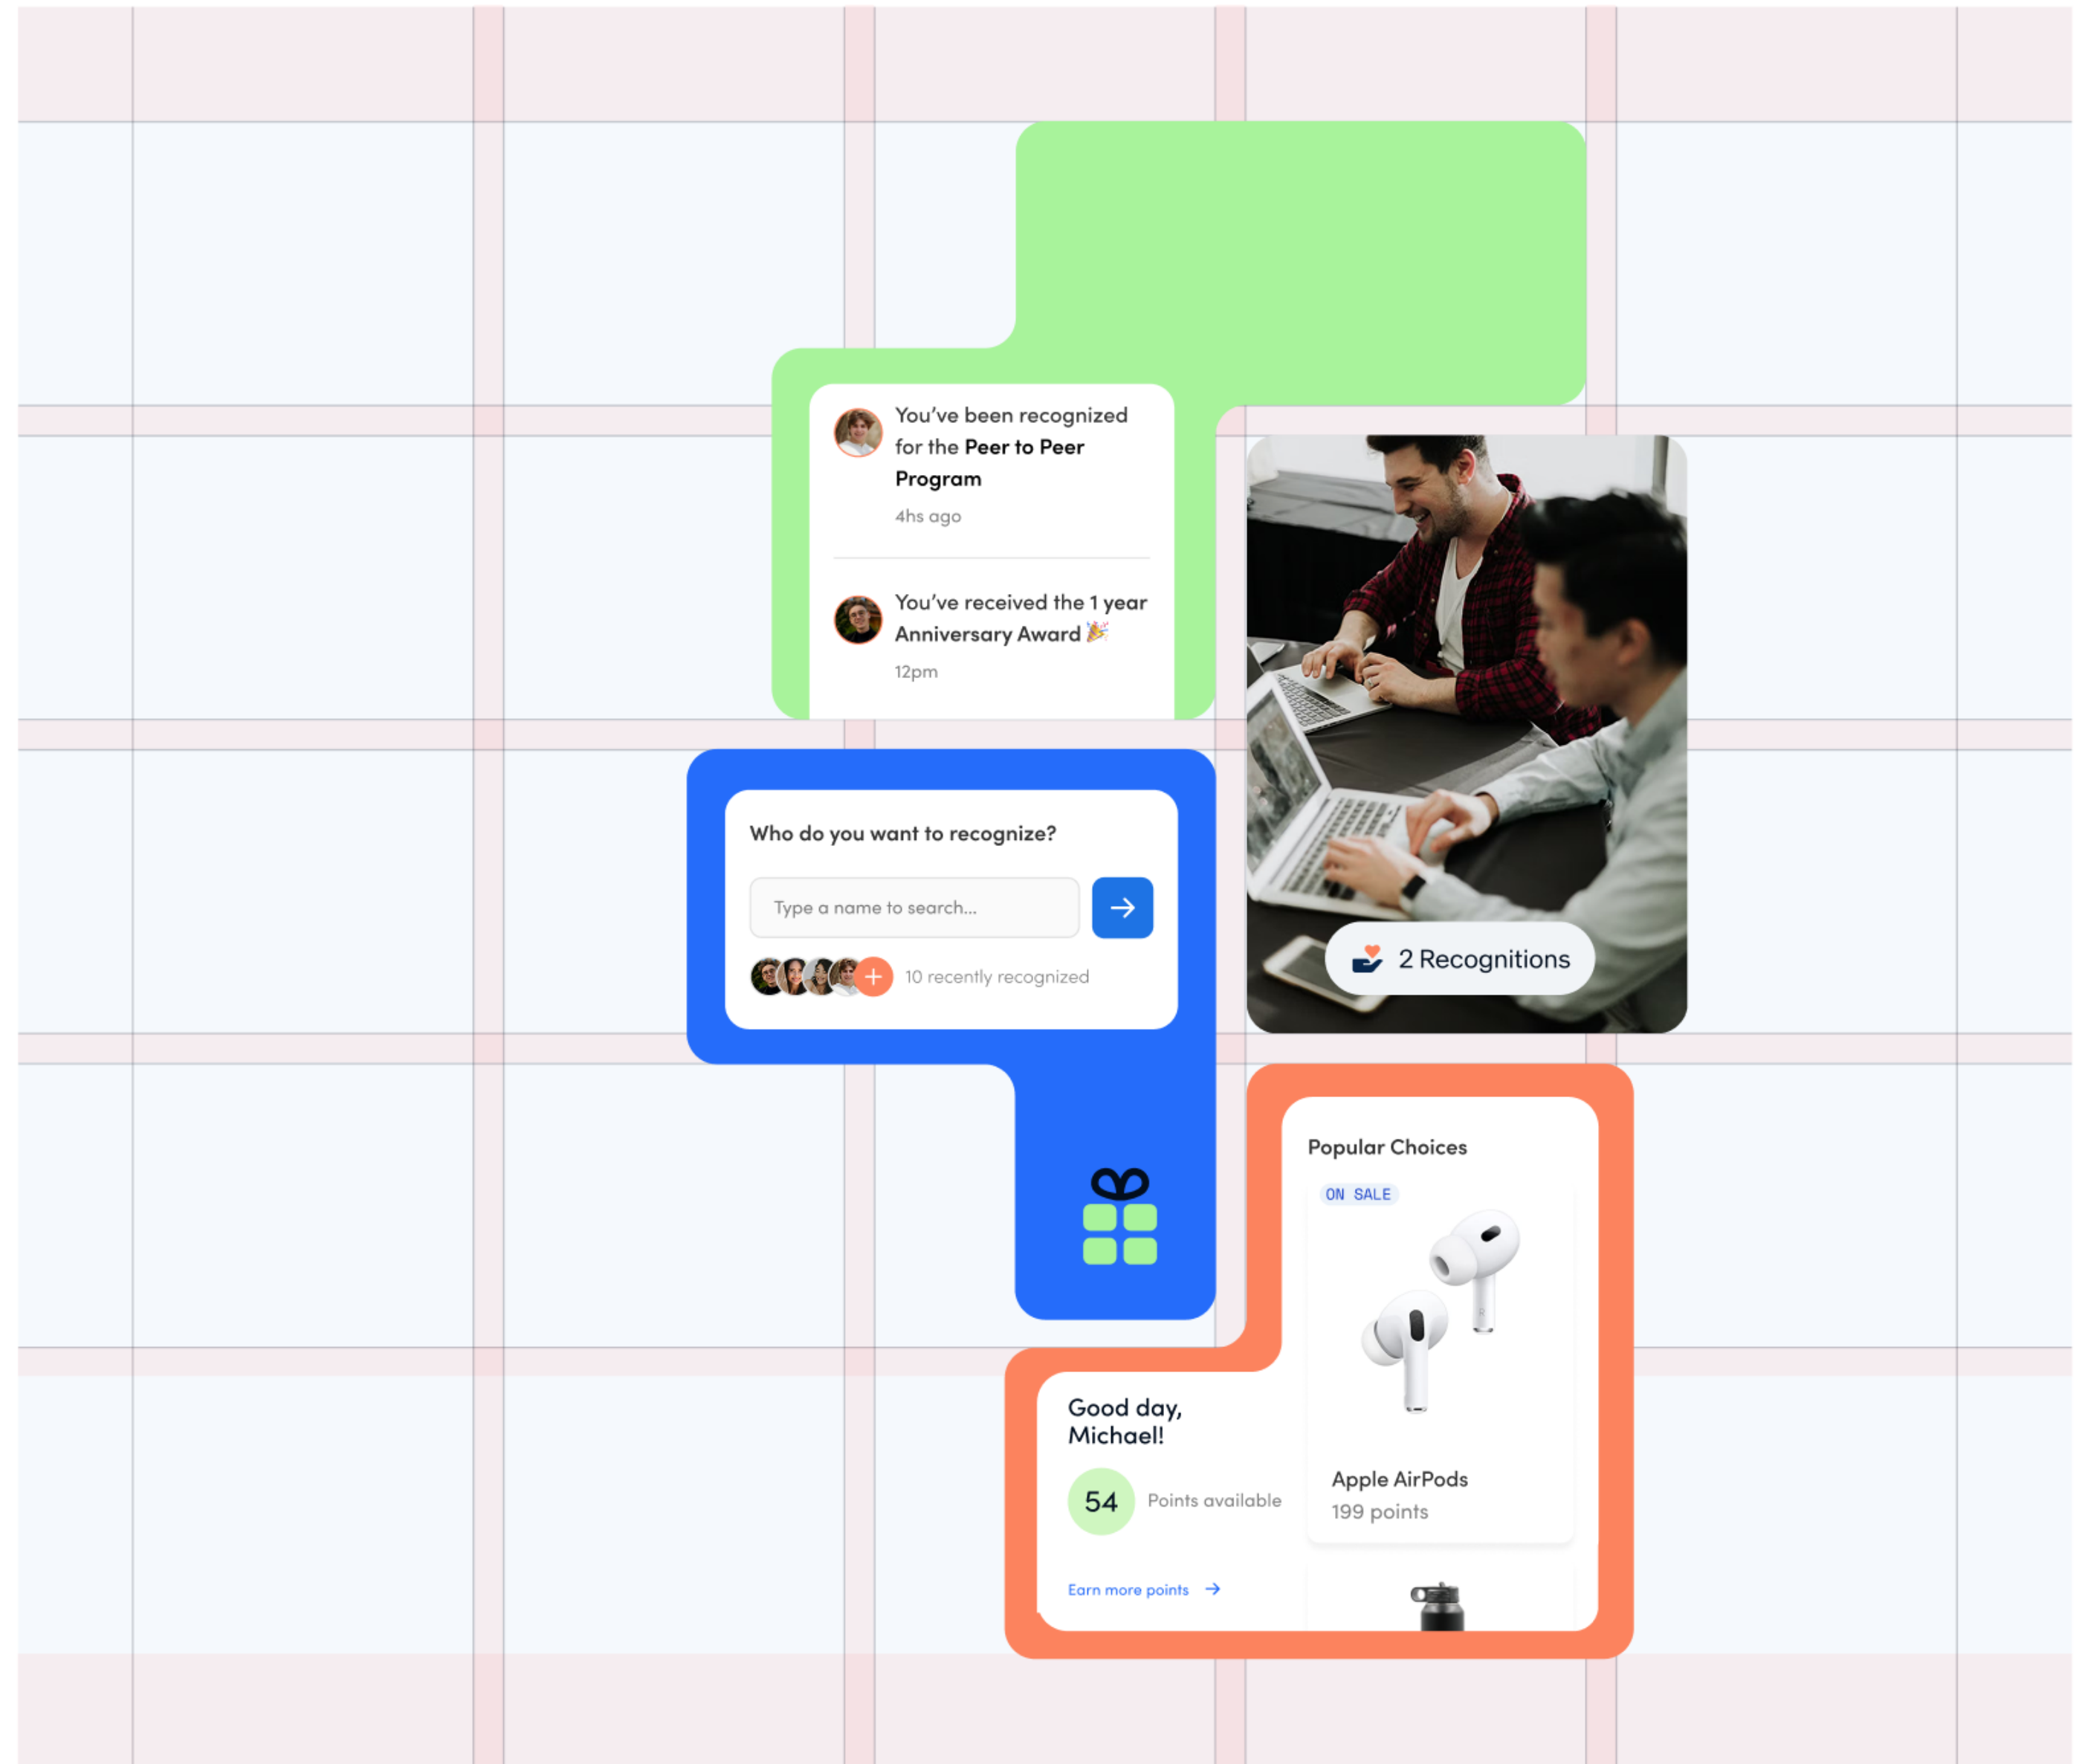 You’ve been recognized
for the Peer to Peer
Program
4hs ago
You’ve received the 1 year
Anniversary Award 🎉
12pm
Who do you want to recognize?
Type a name to search...
10 recently recognized
2 Recognitions
Popular Choices
ON SALE
R
Apple AirPods
199 points
Good day,
Michael!
54 Points available
Earn more points →